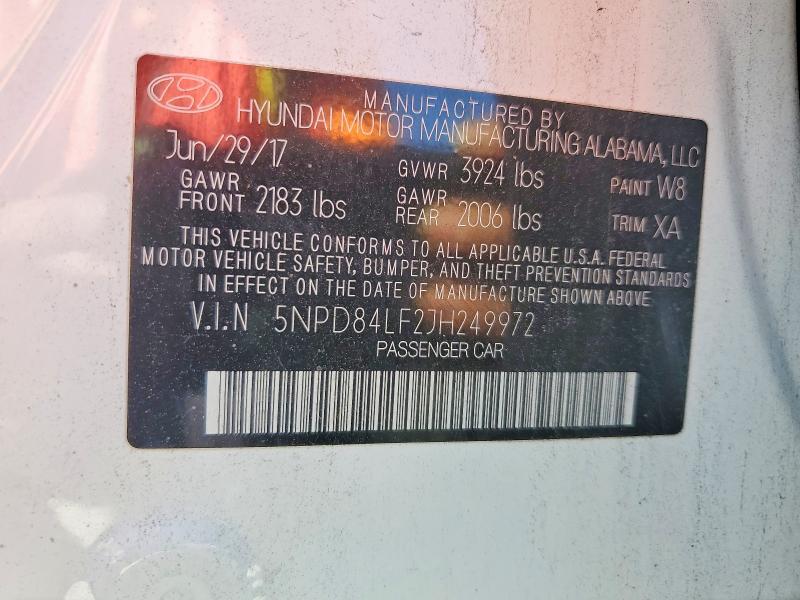 MANUFACTURED BY
HYUNDAI MOTOR MANUFACTURING ALABAMA, LLC
Jun/29/17 GVWR 3924 lbs PAINT W8
GAWR FRONT 2183 lbs GAWR REAR 2006 lbs TRIM XA
THIS VEHICLE CONFORMS TO ALL APPLICABLE U.S.A. FEDERAL
MOTOR VEHICLE SAFETY, BUMPER, AND THEFT PREVENTION STANDARDS
IN EFFECT ON THE DATE OF MANUFACTURE SHOWN ABOVE.
V.I.N 5NPD84LF2JH249972
PASSENGER CAR